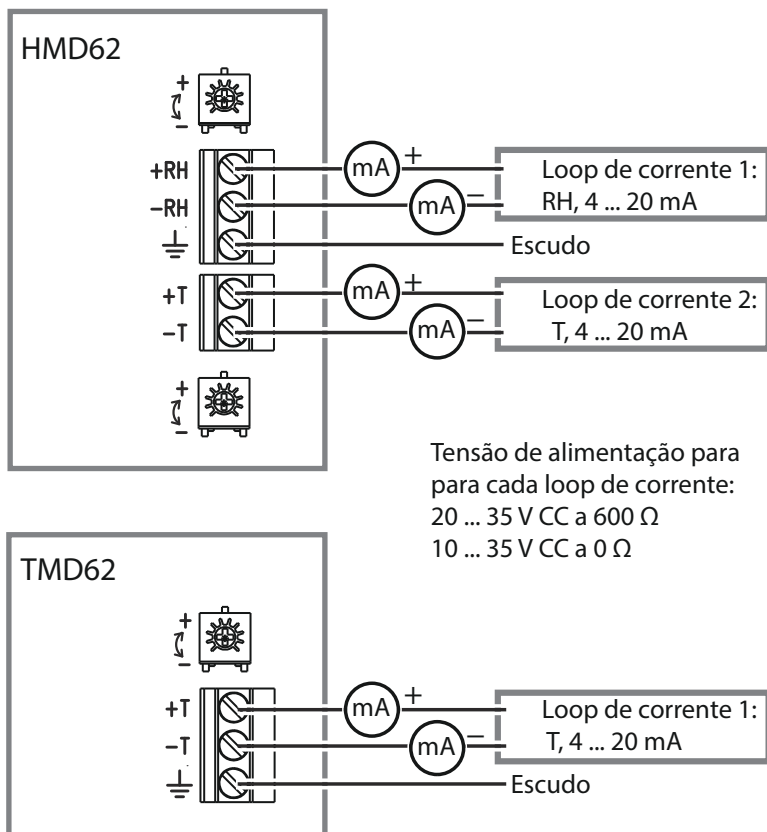 HMD62
+
−
+RH
mA
+
Loop de corrente 1:
−RH
mA
−
RH, 4 ... 20 mA
Escudo
+T
mA
+
Loop de corrente 2:
−T
mA
−
T, 4 ... 20 mA
+
−
Tensão de alimentação para
para cada loop de corrente:
20 ... 35 V CC a 600 Ω
10 ... 35 V CC a 0 Ω
TMD62
+
−
+T
mA
+
Loop de corrente 1:
−T
mA
−
T, 4 ... 20 mA
Escudo